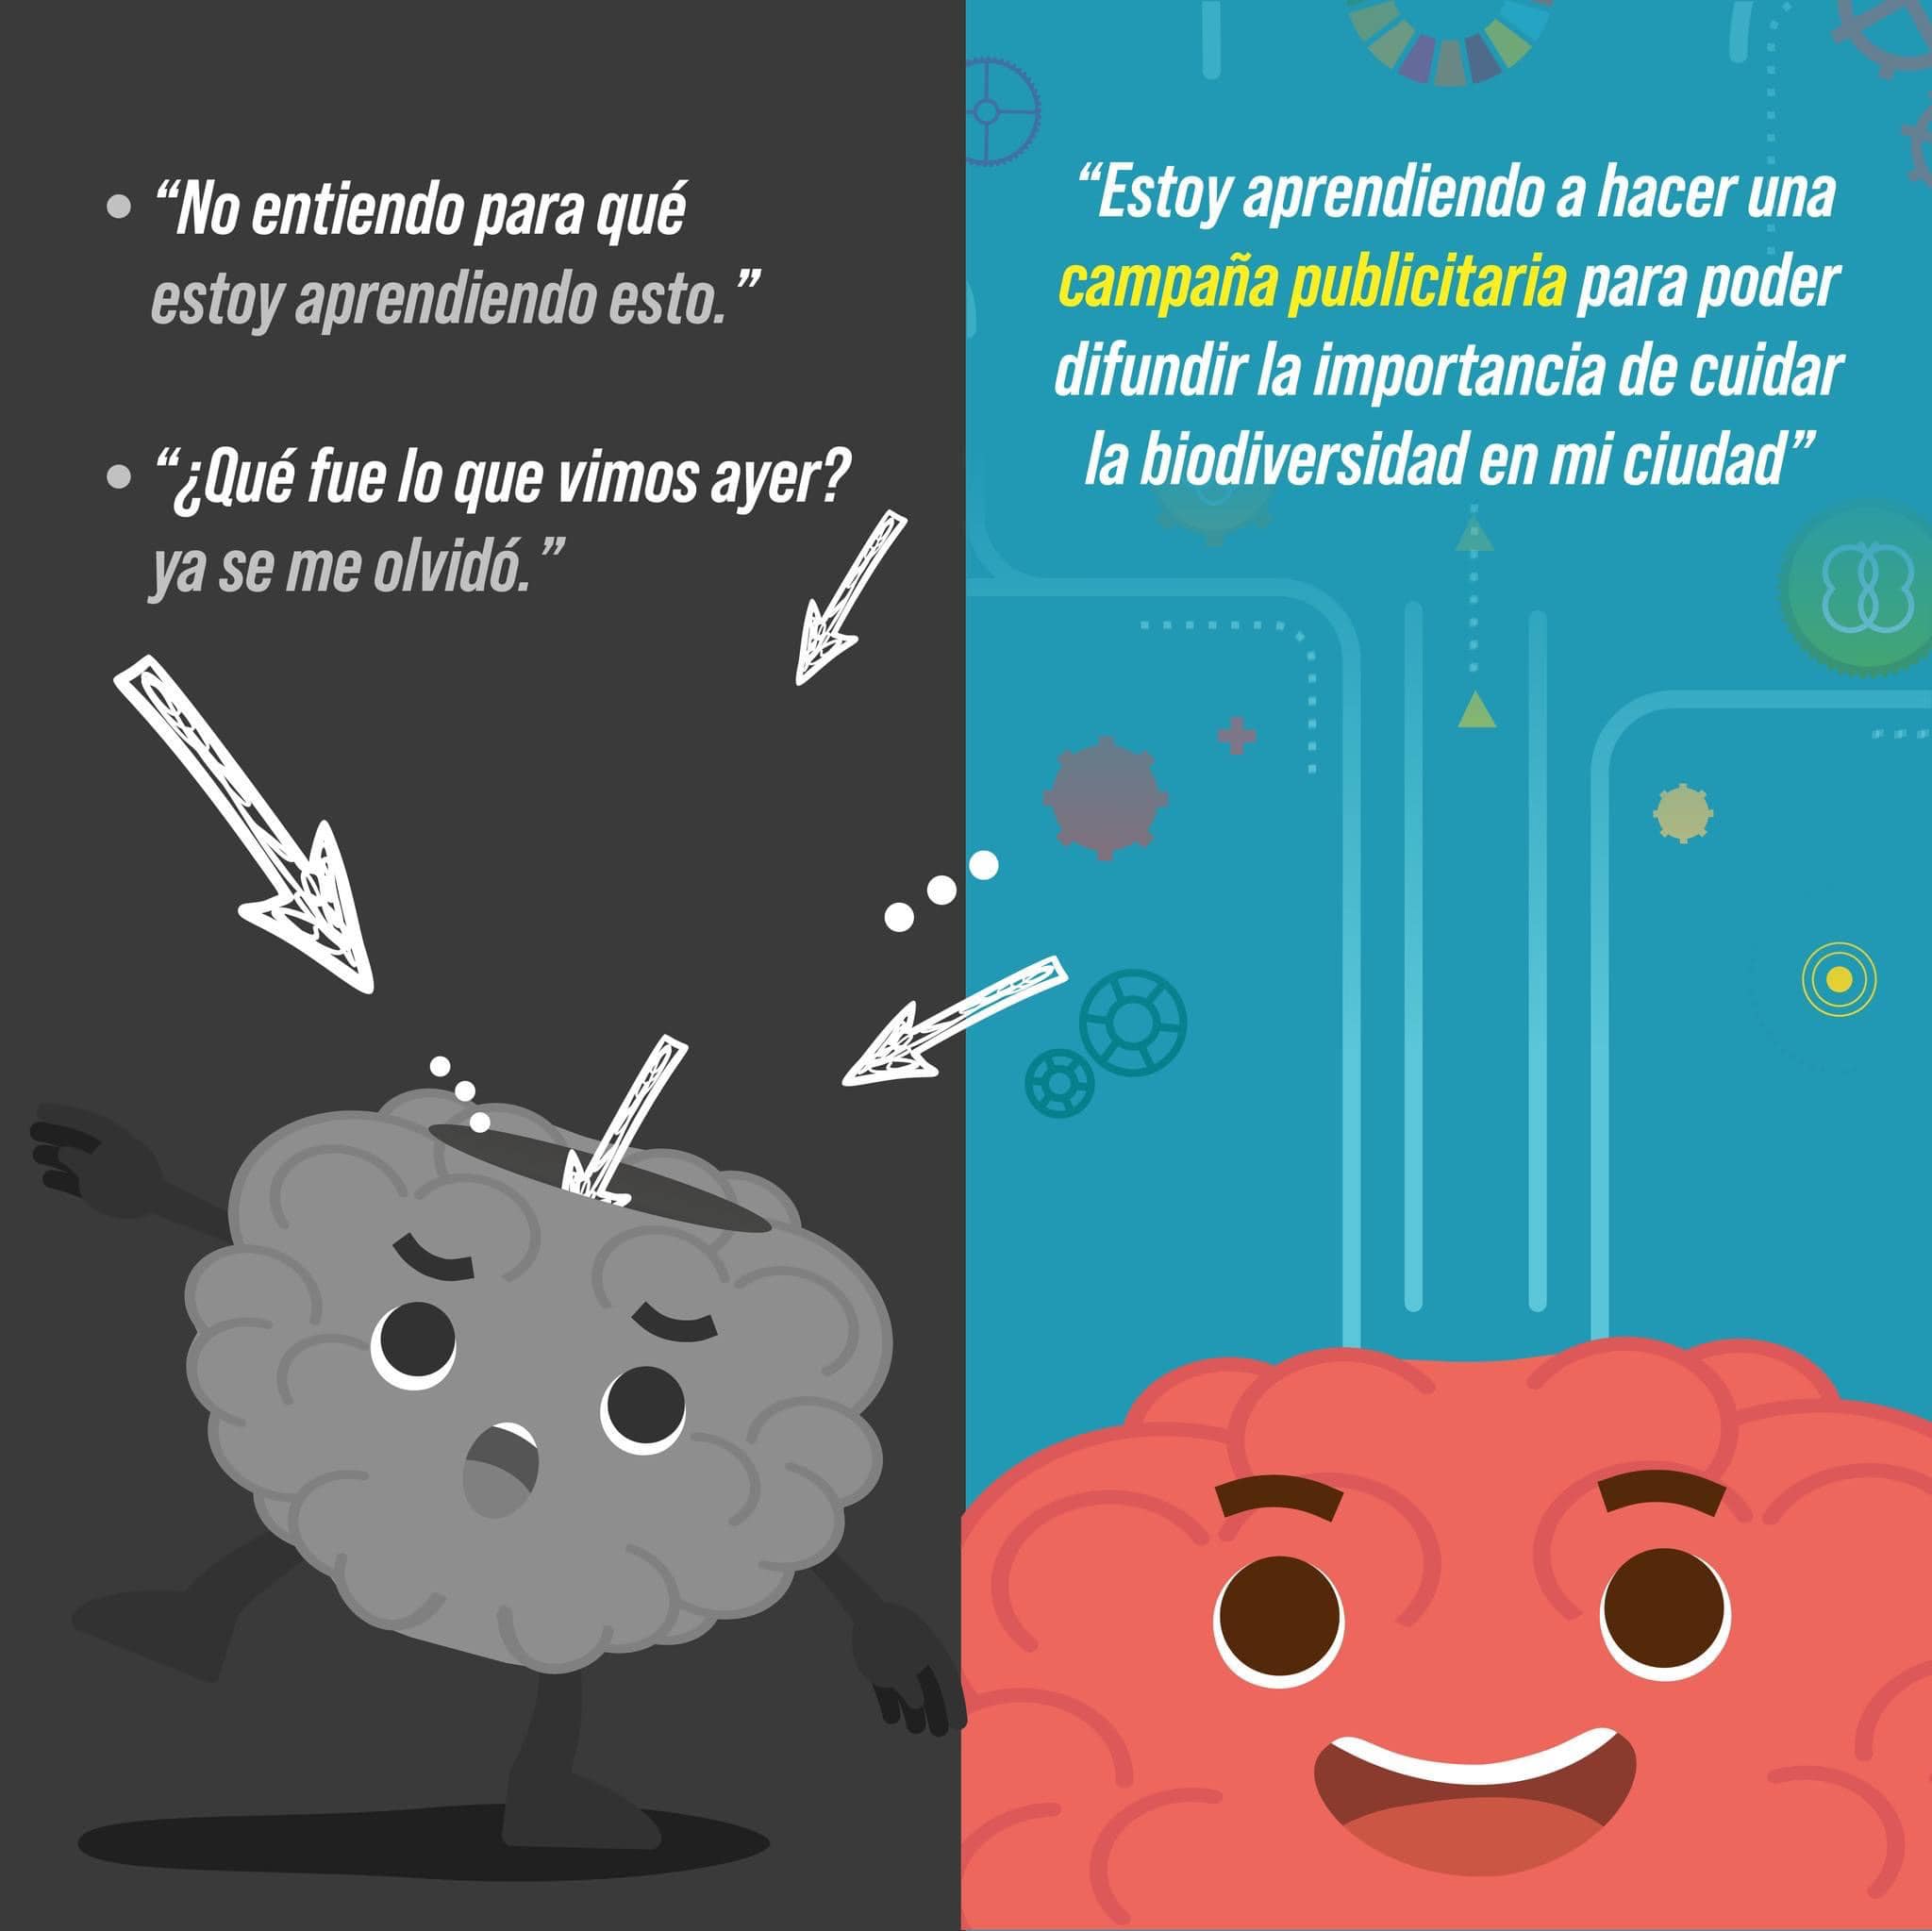 “No entiendo para qué
estoy aprendiendo esto.”
“¿Qué fue lo que vimos ayer?
ya se me olvidó.”
“Estoy aprendiendo a hacer una
campaña publicitaria para poder
difundir la importancia de cuidar
la biodiversidad en mi ciudad”